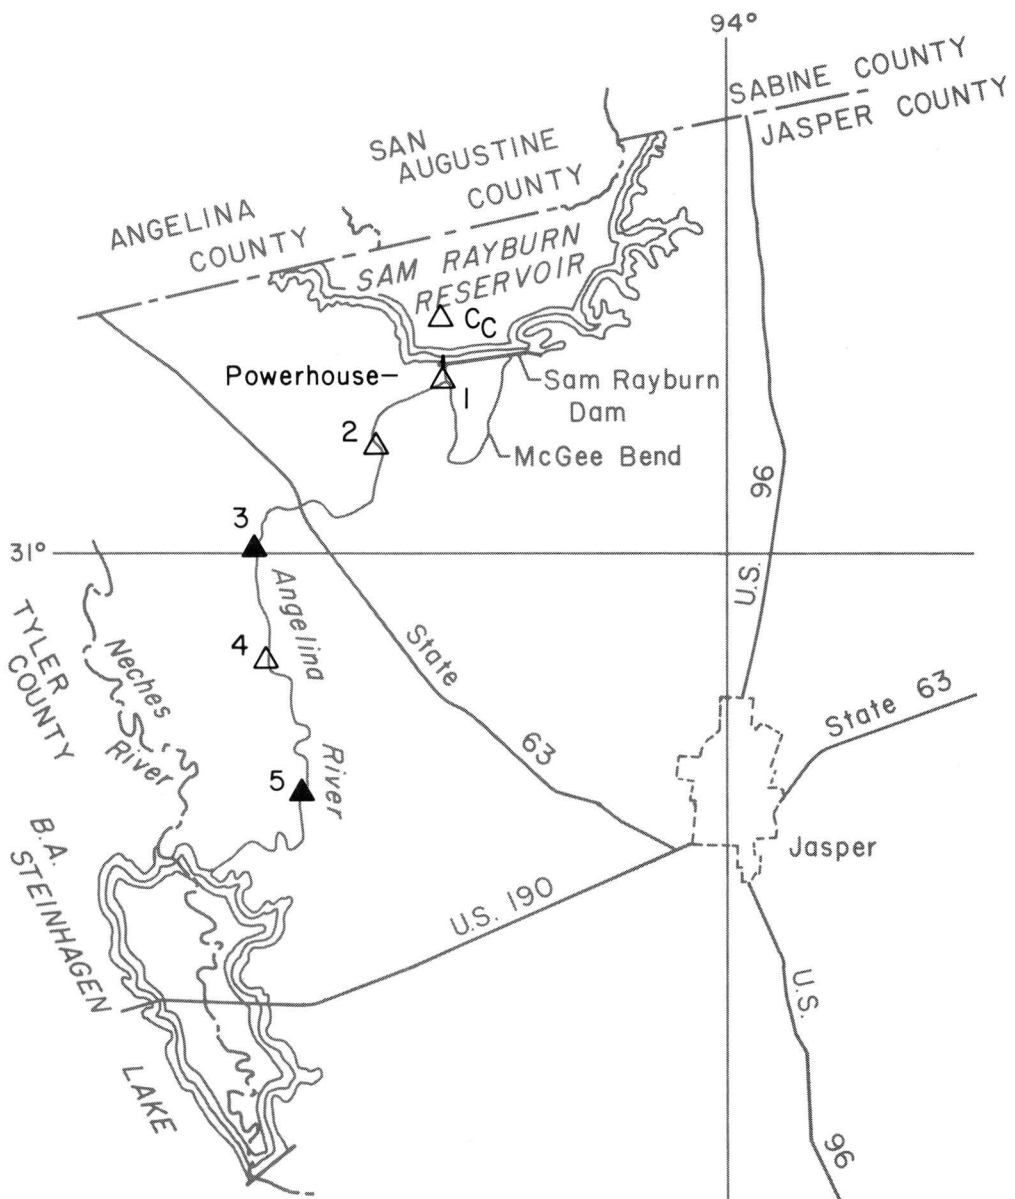 94°
SABINE COUNTY
JASPER COUNTY
SAN
AUGUSTINE
COUNTY
ANGELINA
COUNTY
SAM RAYBURN
RESERVOIR
CC
Powerhouse
1
Sam Rayburn
Dam
2
McGee Bend
96
U.S.
3
31°
Angelina
River
TYLER
COUNTY
Neches
River
4
State
63
State 63
5
Jasper
B.A.
STEINHAGEN
LAKE
U.S. 190
U.S.
96